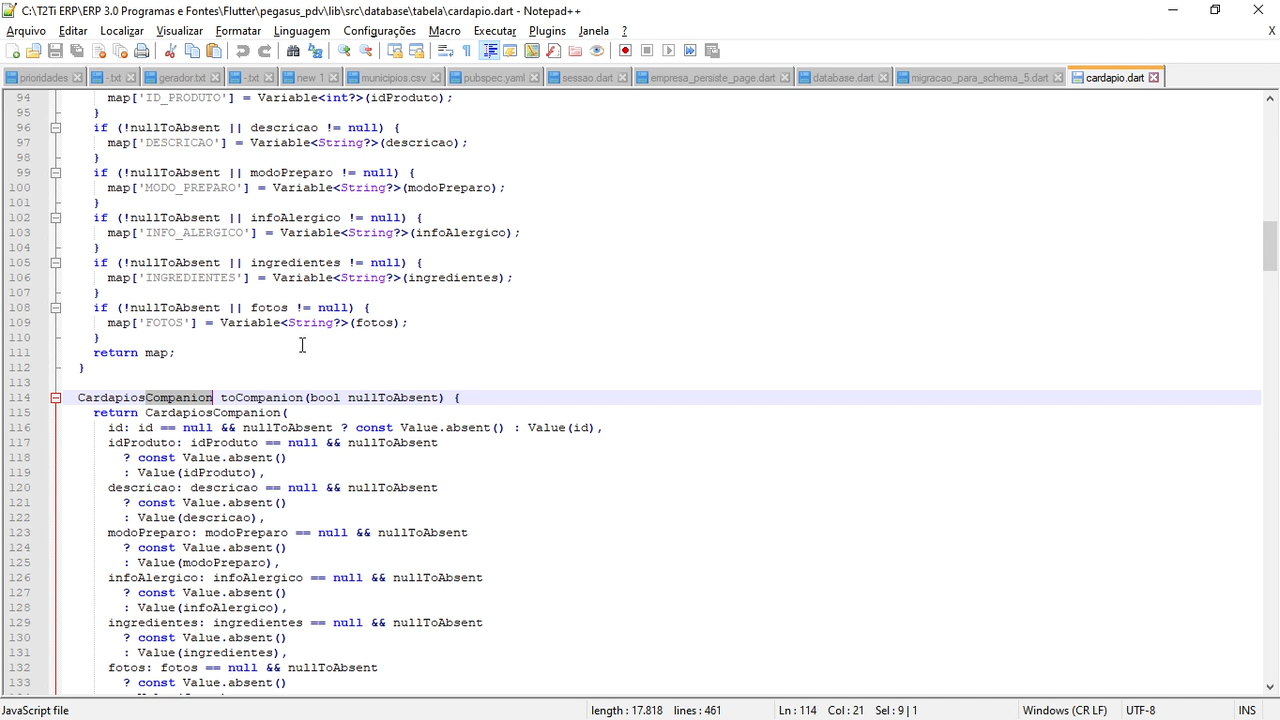 C:\T2Ti ERP\ERP 3.0 Programas e Fontes\Flutter\pegasus_pdv\lib\src\database\tabela\cardapio.dart - Notepad++
Arquivo Editar Localizar Visualizar Formatar Linguagem Configurações Macro Executar Plugins Janela ? X
prioridades - txt gerador.txt - .txt new 1 municipios.csv pubspec.yaml sessao.dart empresa_persiste_page.dart database.dart migracao_para_schema_5.dart cardapio.dart
94 map['ID_PRODUTO'] = Variable<int?>(idProduto);
95 }
96 if (!nullToAbsent || descricao != null) {
97 map['DESCRICAO'] = Variable<String?>(descricao);
98 }
99 if (!nullToAbsent || modoPreparo != null) {
100 map['MODO_PREPARO'] = Variable<String?>(modoPreparo);
101 }
102 if (!nullToAbsent || infoAlergico != null) {
103 map['INFO_ALERGICO'] = Variable<String?>(infoAlergico);
104 }
105 if (!nullToAbsent || ingredientes != null) {
106 map['INGREDIENTES'] = Variable<String?>(ingredientes);
107 }
108 if (!nullToAbsent || fotos != null) {
109 map['FOTOS'] = Variable<String?>(fotos);
110 }
111 return map;
112 }
113
114 CardapiosCompanion toCompanion(bool nullToAbsent) {
115 return CardapiosCompanion(
116 id: id == null && nullToAbsent ? const Value.absent() : Value(id),
117 idProduto: idProduto == null && nullToAbsent
118 ? const Value.absent()
119 : Value(idProduto),
120 descricao: descricao == null && nullToAbsent
121 ? const Value.absent()
122 : Value(descricao),
123 modoPreparo: modoPreparo == null && nullToAbsent
124 ? const Value.absent()
125 : Value(modoPreparo),
126 infoAlergico: infoAlergico == null && nullToAbsent
127 ? const Value.absent()
128 : Value(infoAlergico),
129 ingredientes: ingredientes == null && nullToAbsent
130 ? const Value.absent()
131 : Value(ingredientes),
132 fotos: fotos == null && nullToAbsent
133 ? const Value.absent()
JavaScript file length : 17.818 lines : 461 Ln : 114 Col : 21 Sel : 9 | 1 Windows (CR LF) UTF-8 INS